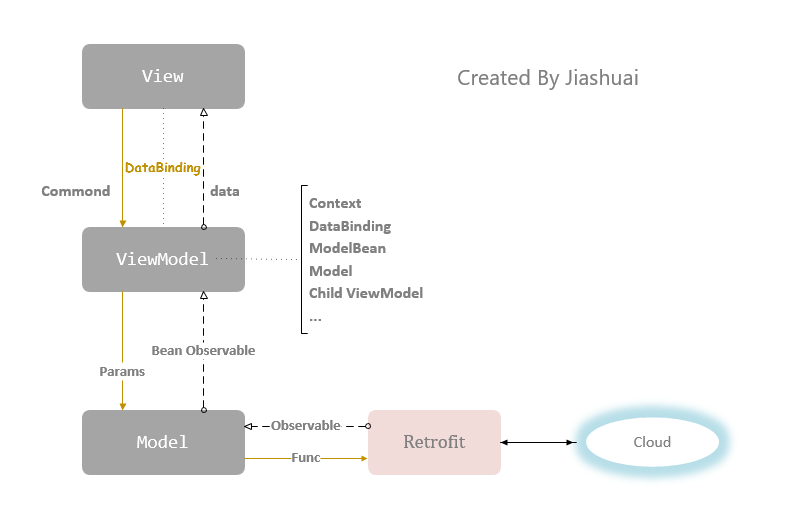 View
Created By Jiashuai
DataBinding
Commond
data
ViewModel
Context
DataBinding
ModelBean
Model
Child ViewModel
...
Bean Observable
Params
Model
Observable
Func
Retrofit
Cloud